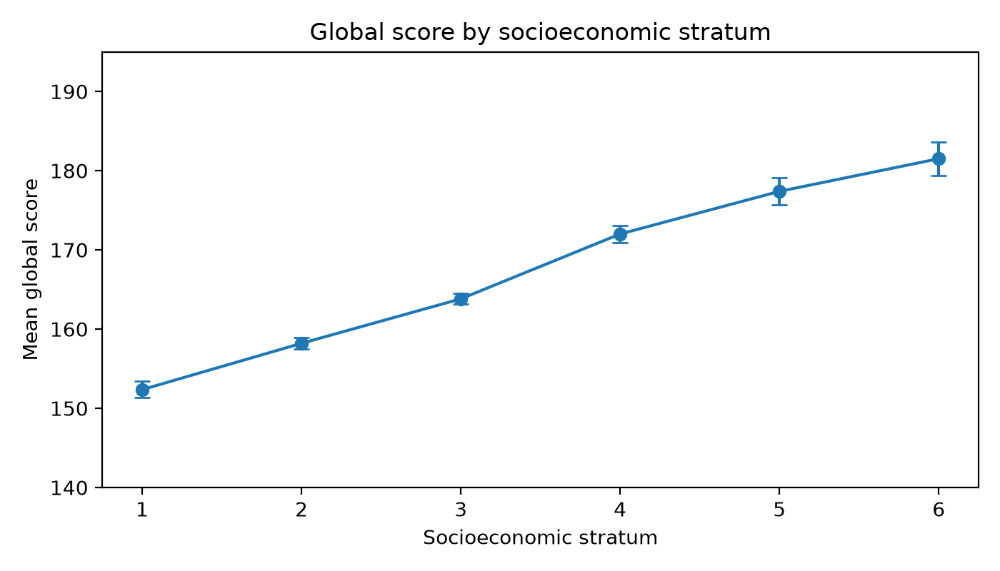 Global score by socioeconomic stratum
Mean global score
190
180
170
160
150
140
1 2 3 4 5 6
Socioeconomic stratum